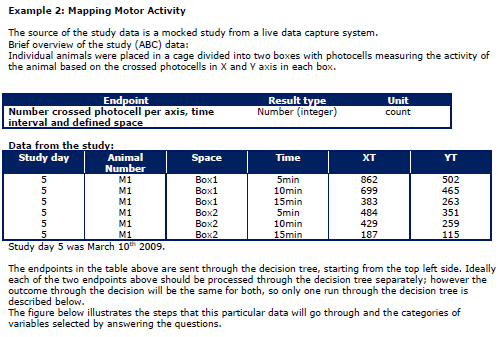 Example 2: Mapping Motor Activity
The source of the study data is a mocked study from a live data capture system.
Brief overview of the study (ABC) data:
Individual animals were placed in a cage divided into two boxes with photocells measuring the activity of
the animal based on the crossed photocells in X and Y axis in each box.
Endpoint Result type Unit
Number crossed photocell per axis, time Number (integer) count
interval and defined space
Data from the study:
Study day Animal Space Time XT YT
Number
5 M1 Box1 5min 862 502
5 M1 Box1 10min 699 465
5 M1 Box1 15min 383 263
5 M1 Box2 5min 484 351
5 M1 Box2 10min 429 259
5 M1 Box2 15min 187 115
Study day 5 was March 10th 2009.
The endpoints in the table above are sent through the decision tree, starting from the top left side. Ideally
each of the two endpoints above should be processed through the decision tree separately; however the
outcome through the decision will be the same for both, so only one run through the decision tree is
described below.
The figure below illustrates the steps that this particular data will go through and the categories of
variables selected by answering the questions.